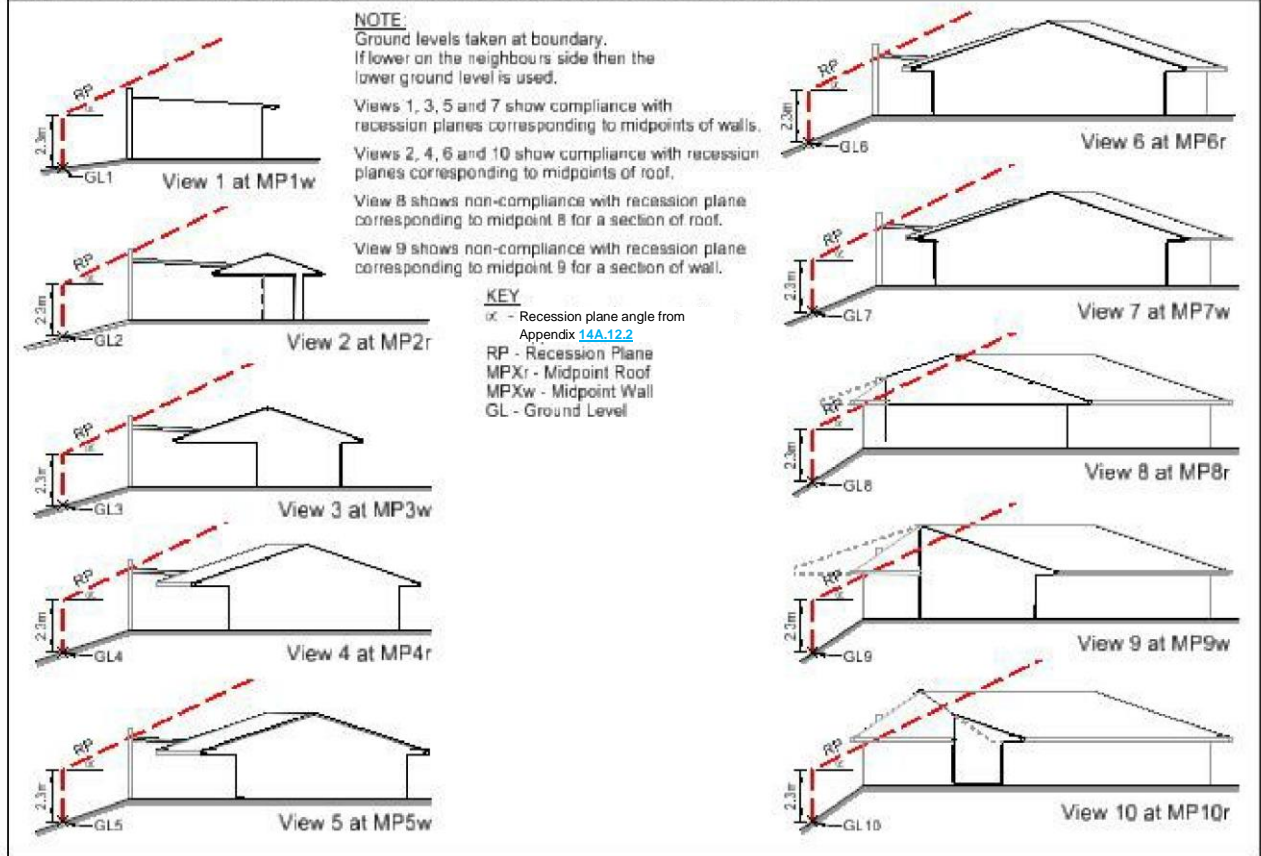 NOTE:
Ground levels taken at boundary.
If lower on the neighbours side then the
lower ground level is used.
Views 1, 3, 5 and 7 show compliance with
recession planes corresponding to midpoints of walls.
Views 2, 4, 6 and 10 show compliance with recession
planes corresponding to midpoints of roof.
View 8 shows non-compliance with recession plane
corresponding to midpoint 8 for a section of roof.
View 9 shows non-compliance with recession plane
corresponding to midpoint 9 for a section of wall.
KEY
∝ - Recession plane angle from
Appendix 14A.12.2
RP - Recession Plane
MPXr - Midpoint Roof
MPXw - Midpoint Wall
GL - Ground Level
RP
∝
2.3m
GL1
View 1 at MP1w
RP
∝
2.3m
GL2
View 2 at MP2r
RP
∝
2.3m
GL3
View 3 at MP3w
RP
∝
2.3m
GL4
View 4 at MP4r
RP
∝
2.3m
GL5
View 5 at MP5w
RP
∝
2.3m
GL6
View 6 at MP6r
RP
∝
2.3m
GL7
View 7 at MP7w
RP
∝
2.3m
GL8
View 8 at MP8r
RP
∝
2.3m
GL9
View 9 at MP9w
RP
∝
2.3m
GL10
View 10 at MP10r